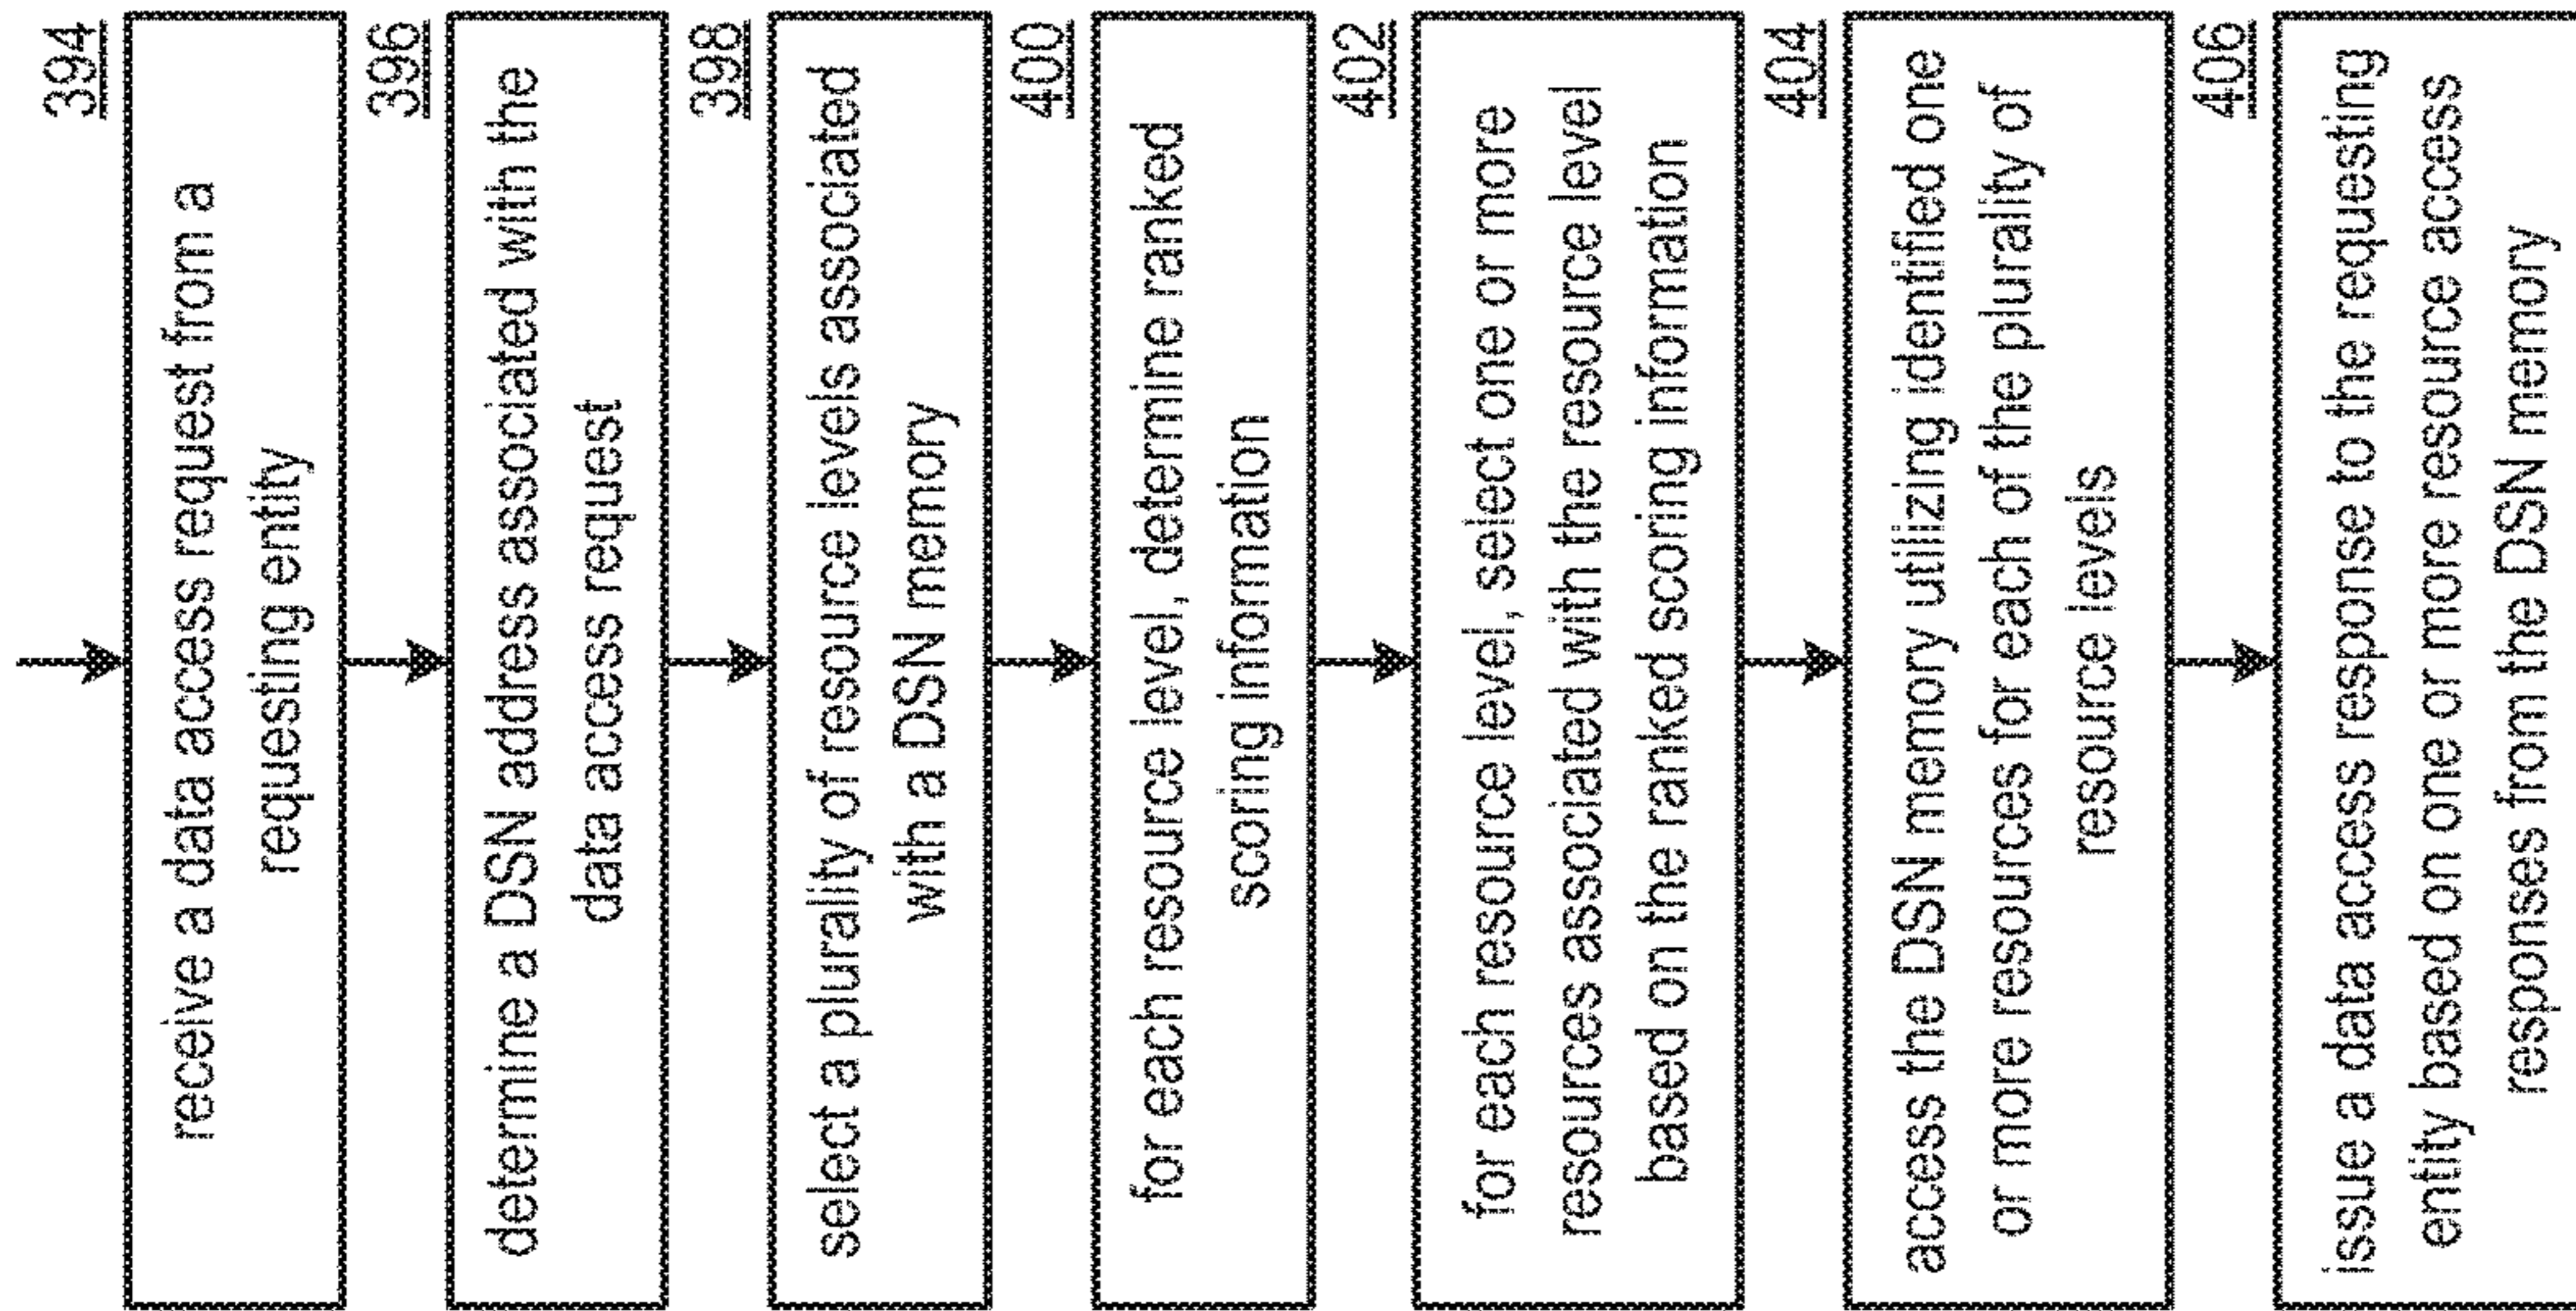 394
receive a data access request from a
requesting entity
396
determine a DSN address associated with the
data access request
398
select a plurality of resource levels associated
with a DSN memory
400
for each resource level, determine ranked
scoring information
402
for each resource level, select one or more
resources associated with the resource level
based on the ranked scoring information
404
access the DSN memory utilizing identified one
or more resources for each of the plurality of
resource levels
406
issue a data access response to the requesting
entity based on one or more resource access
responses from the DSN memory